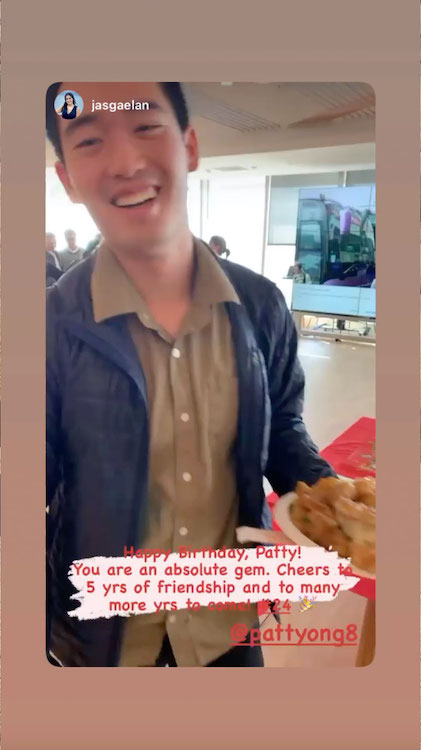 jasgaelan
Happy Birthday, Patty!
You are an absolute gem. Cheers to
5 yrs of friendship and to many
more yrs to come! #24
@pattyong8